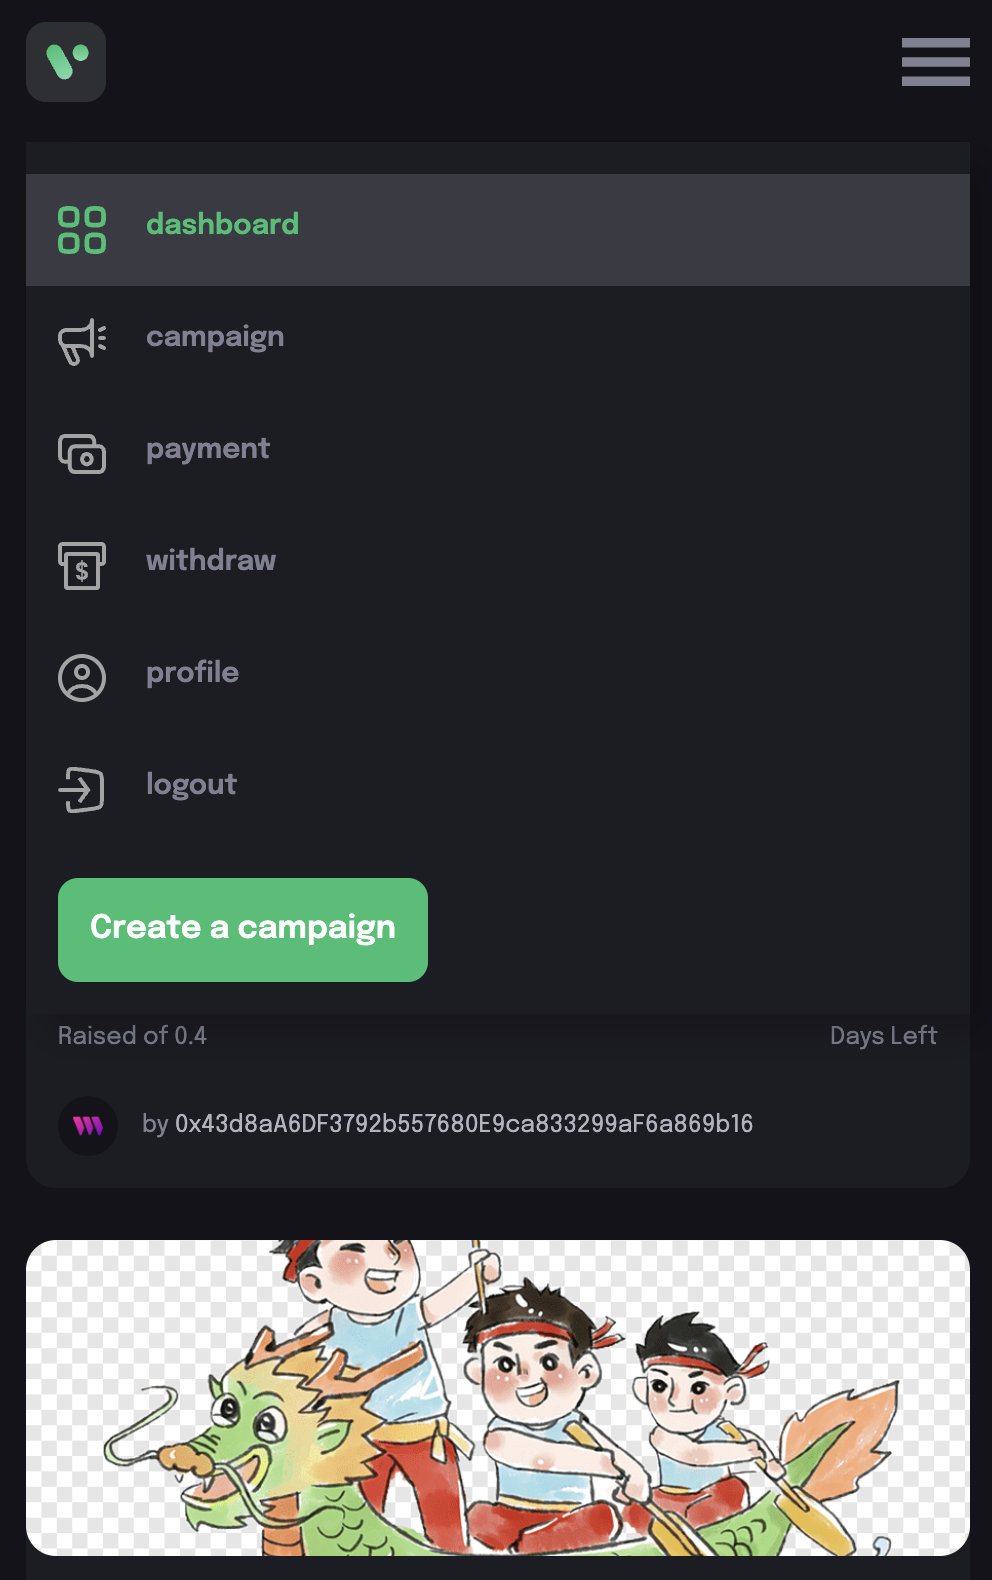 dashboard
campaign
payment
withdraw
profile
logout
Create a campaign
Raised of 0.4 Days Left
by 0x43d8aA6DF3792b557680E9ca833299aF6a869b16